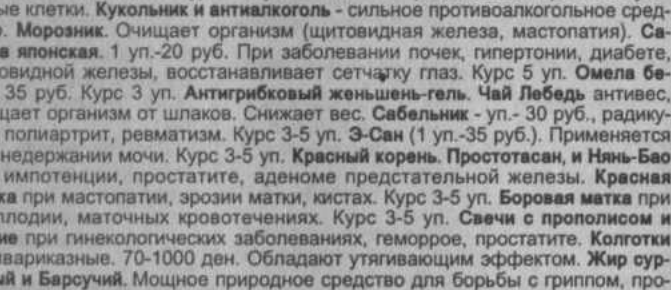 ые клетки. Кукольник и антиалкоголь - сильное противоалкогольное сред-
. Морозник. Очищает организм (щитовидная железа, мастопатия). Са-
а японская. 1 уп.-20 руб. При заболевании почек, гипертонии, диабете,
овидной железы, восстанавливает сетчатку глаз. Курс 5 уп. Омела бе-
35 руб. Курс 3 уп. Антигрибковый женьшень-гель. Чай Лебедь антивес,
щает организм от шлаков. Снижает вес. Сабельник - уп.- 30 руб., радику-
полиартрит, ревматизм. Курс 3-5 уп. Э-Сан (1 уп.-35 руб.). Применяется
недержании мочи. Курс 3-5 уп. Красный корень. Простотасан, и Нянь-Бао
импотенции, простатите, аденоме предстательной железы. Красная
ка при мастопатии, эрозии матки, кистах. Курс 3-5 уп. Боровая матка при
плодии, маточных кровотечениях. Курс 3-5 уп. Свечи с прополисом и
ие при гинекологических заболеваниях, геморрое, простатите. Колготки
варикозные. 70-1000 ден. Обладают утягивающим эффектом. Жир сур-
ый и Барсучий. Мощное природное средство для борьбы с гриппом, про-